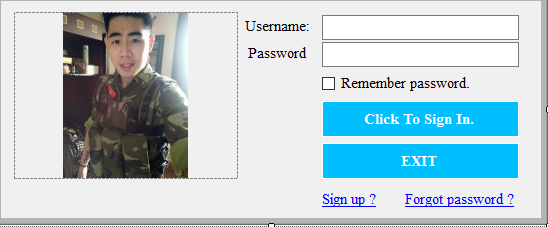 Username:
Password
Remember password.
Click To Sign In.
EXIT
Sign up ? Forgot password ?